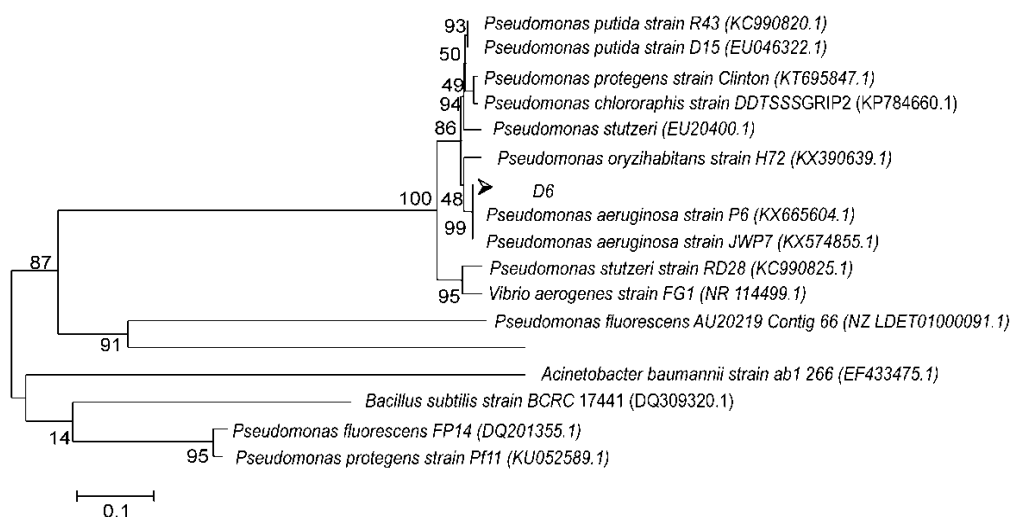 93 Pseudomonas putida strain R43 (KC990820.1)
Pseudomonas putida strain D15 (EU046322.1)
50
Pseudomonas protegens strain Clinton (KT695847.1)
49
Pseudomonas chlororaphis strain DDTSSSGRIP2 (KP784660.1)
94
86 Pseudomonas stutzeri (EU20400.1)
Pseudomonas oryzihabitans strain H72 (KX390639.1)
100 48 D6
Pseudomonas aeruginosa strain P6 (KX665604.1)
99
Pseudomonas aeruginosa strain JWP7 (KX574855.1)
87 Pseudomonas stutzeri strain RD28 (KC990825.1)
95 Vibrio aerogenes strain FG1 (NR 114499.1)
Pseudomonas fluorescens AU20219 Contig 66 (NZ LDET01000091.1)
91
Acinetobacter baumannii strain ab1 266 (EF433475.1)
Bacillus subtilis strain BCRC 17441 (DQ309320.1)
14 Pseudomonas fluorescens FP14 (DQ201355.1)
95 Pseudomonas protegens strain Pf11 (KU052589.1)
0.1